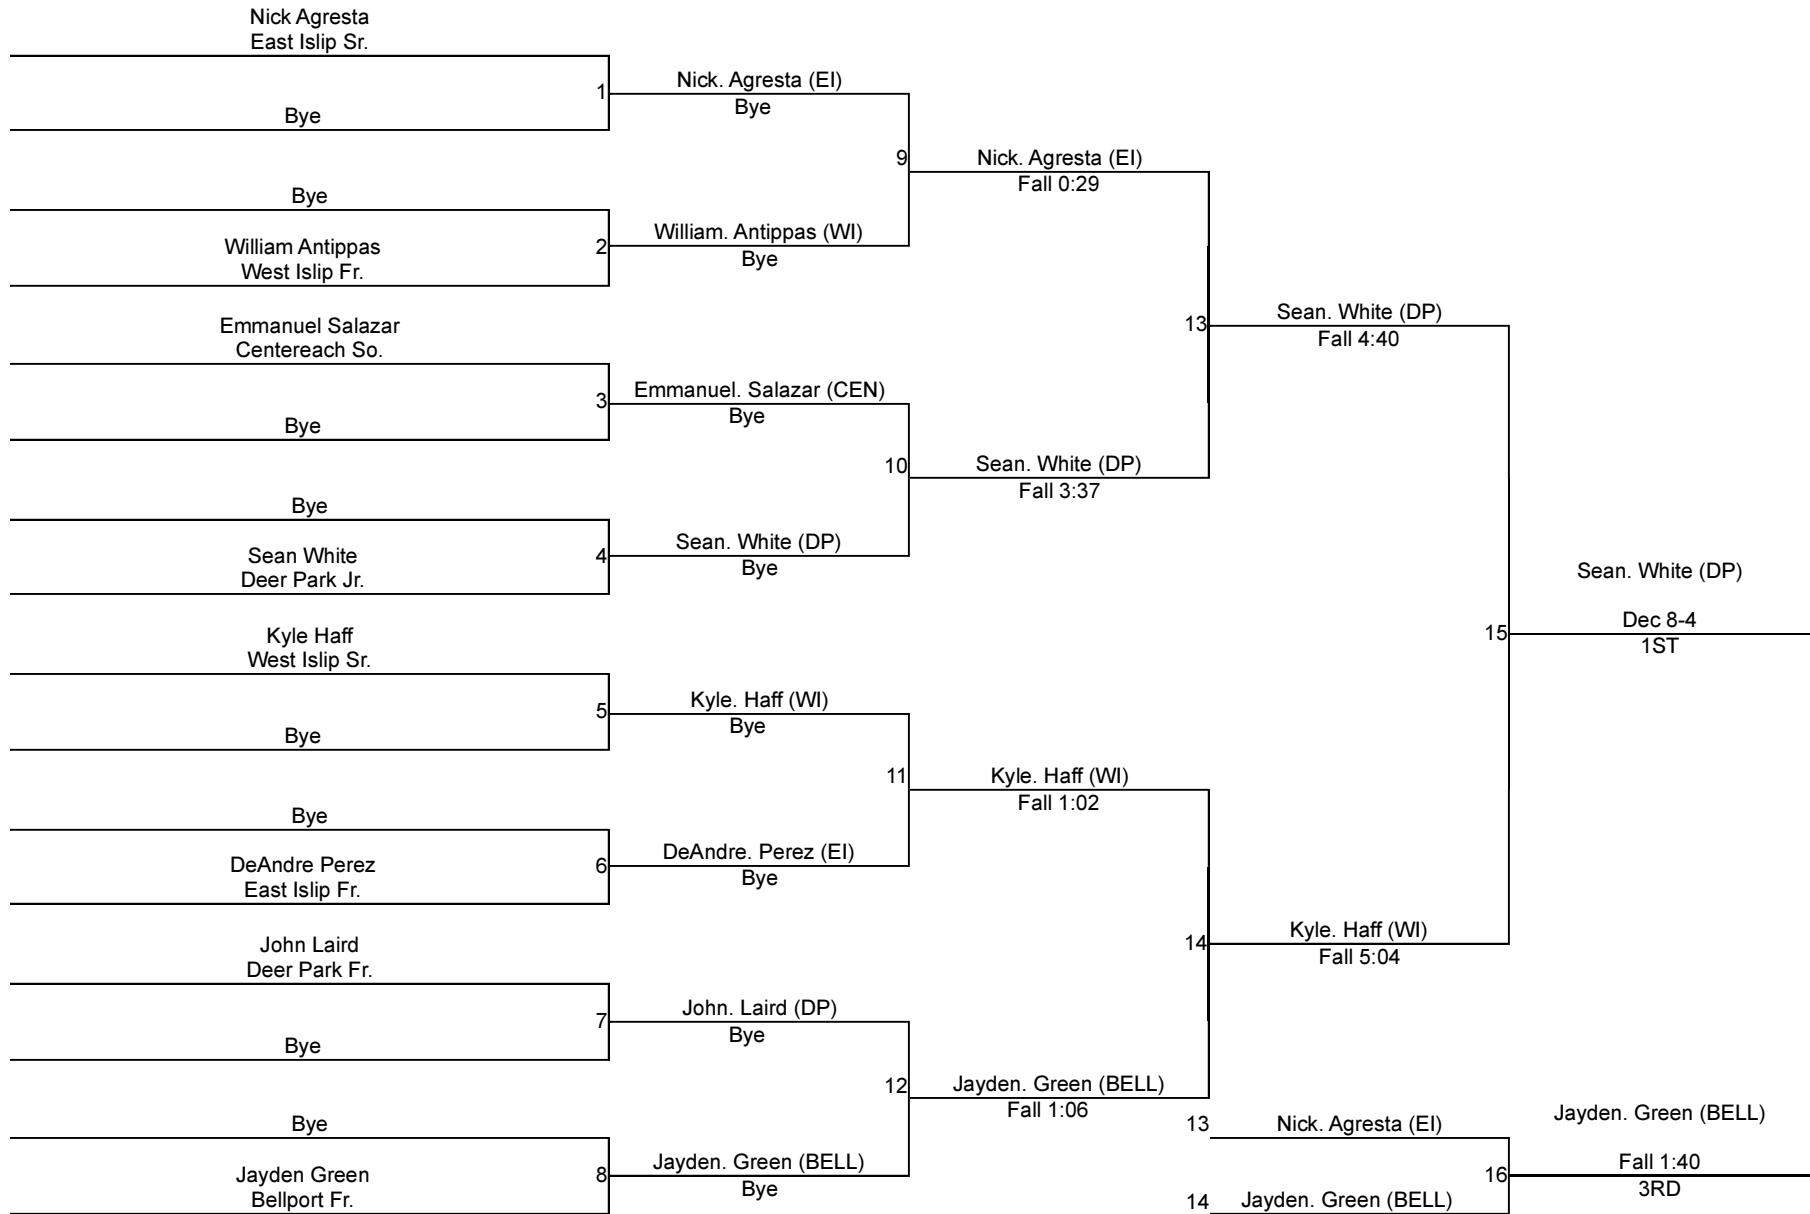 Nick Agresta
East Islip Sr.
Bye
1
Bye
William Antippas
West Islip Fr.
2
Emmanuel Salazar
Centereach So.
Bye
3
Bye
Sean White
Deer Park Jr.
4
Kyle Haff
West Islip Sr.
Bye
5
Bye
DeAndre Perez
East Islip Fr.
6
John Laird
Deer Park Fr.
Bye
7
Bye
Jayden Green
Bellport Fr.
8
Nick. Agresta (EI)
Bye
9
William. Antippas (WI)
Bye
Emmanuel. Salazar (CEN)
Bye
10
Sean. White (DP)
Bye
Kyle. Haff (WI)
Bye
11
DeAndre. Perez (EI)
Bye
John. Laird (DP)
Bye
12
Jayden. Green (BELL)
Bye
Nick. Agresta (EI)
Fall 0:29
13
Sean. White (DP)
Fall 3:37
Kyle. Haff (WI)
Fall 1:02
14
Jayden. Green (BELL)
Fall 1:06
Sean. White (DP)
Fall 4:40
15
Kyle. Haff (WI)
Fall 5:04
Sean. White (DP)
Dec 8-4
1ST
13
Nick. Agresta (EI)
14
Jayden. Green (BELL)
16
Jayden. Green (BELL)
Fall 1:40
3RD